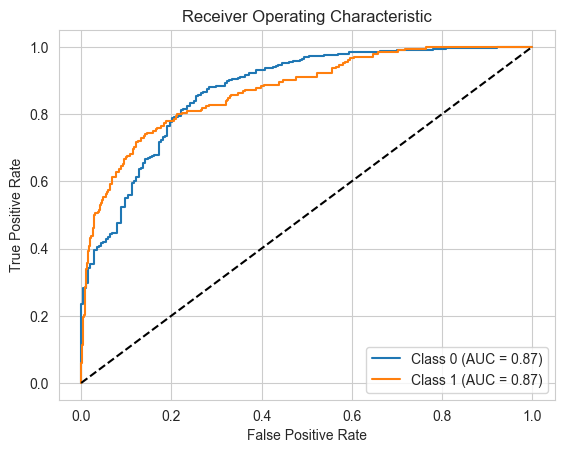 Receiver Operating Characteristic
True Positive Rate
1.0
0.8
0.6
0.4
0.2
0.0
Class 0 (AUC = 0.87)
Class 1 (AUC = 0.87)
0.0 0.2 0.4 0.6 0.8 1.0
False Positive Rate